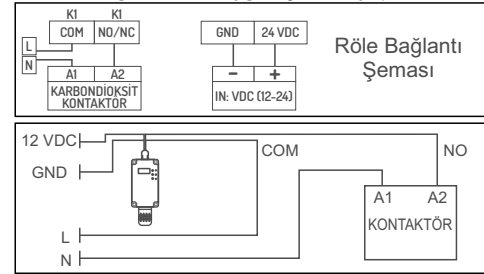 K1 K1
COM NO/NC
L
N
A1 A2
KARBONDİOKSİT
KONTAKTÖR
GND 24 VDC
− +
IN: VDC (12-24)
Röle Bağlantı
Şeması
12 VDC
COM
NO
GND
A1 A2
KONTAKTÖR
L
N